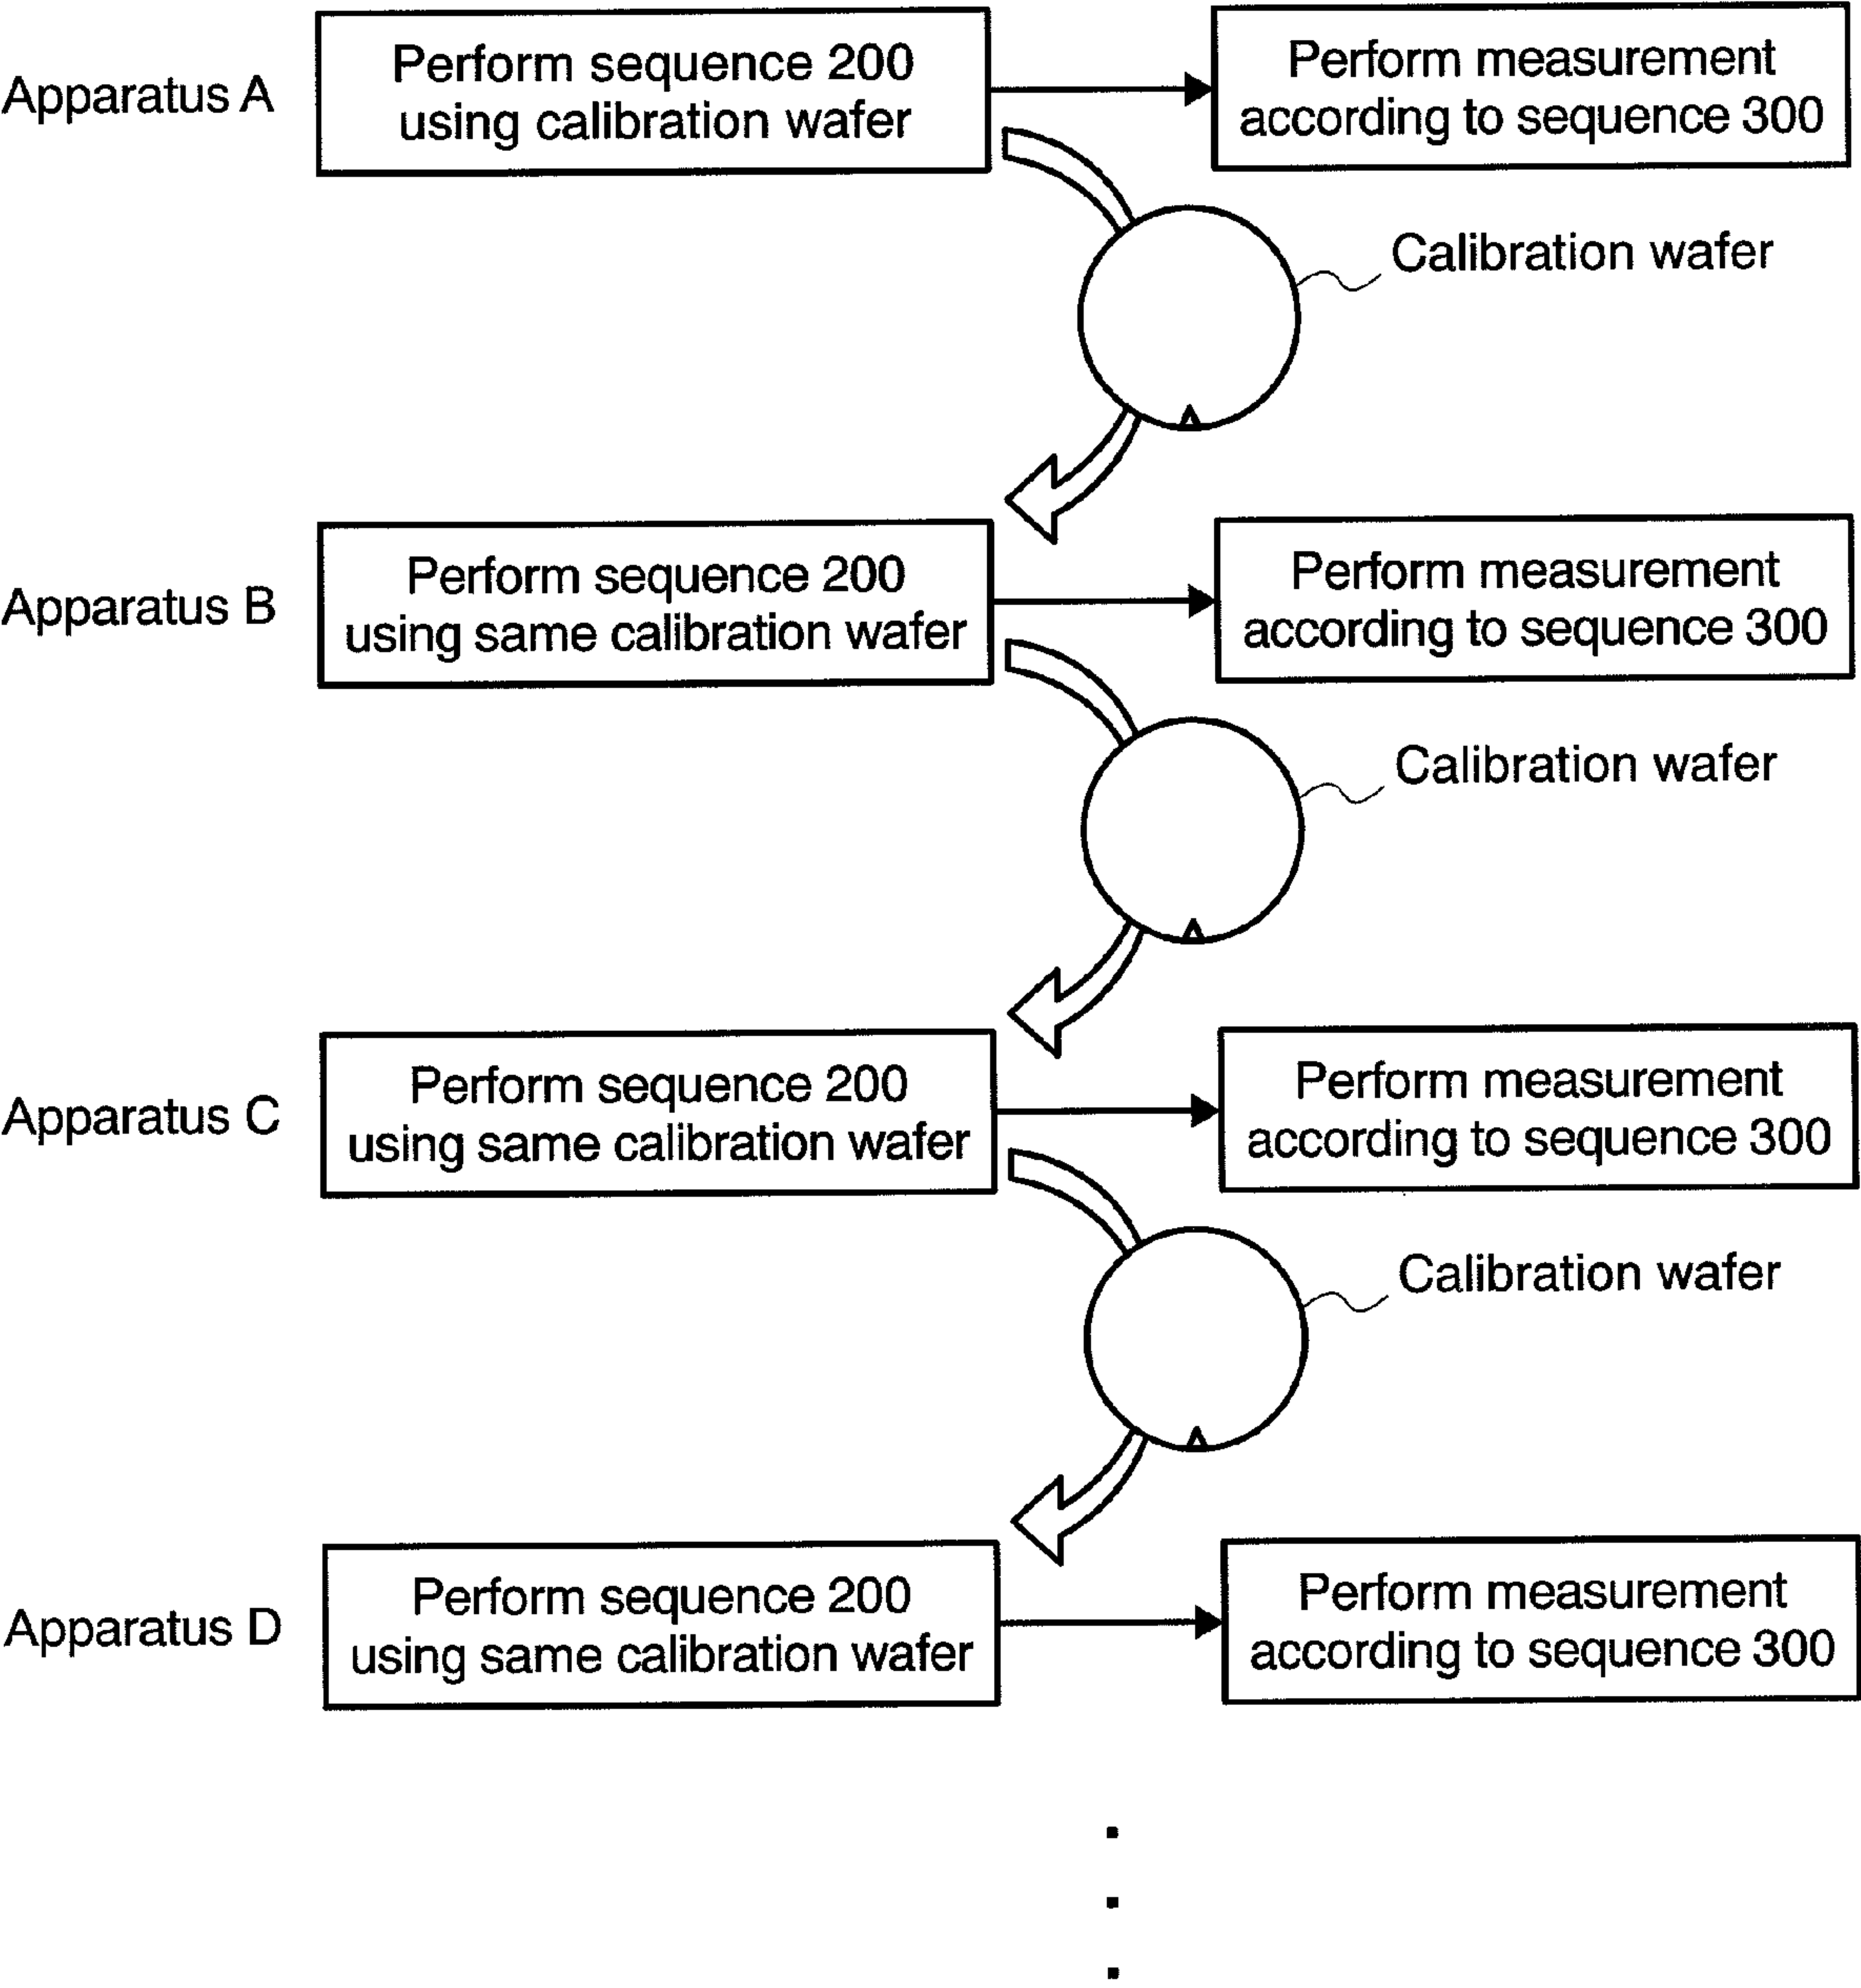 Apparatus A
Perform sequence 200
using calibration wafer
Perform measurement
according to sequence 300
Calibration wafer
Apparatus B
Perform sequence 200
using same calibration wafer
Perform measurement
according to sequence 300
Calibration wafer
Apparatus C
Perform sequence 200
using same calibration wafer
Perform measurement
according to sequence 300
Calibration wafer
Apparatus D
Perform sequence 200
using same calibration wafer
Perform measurement
according to sequence 300